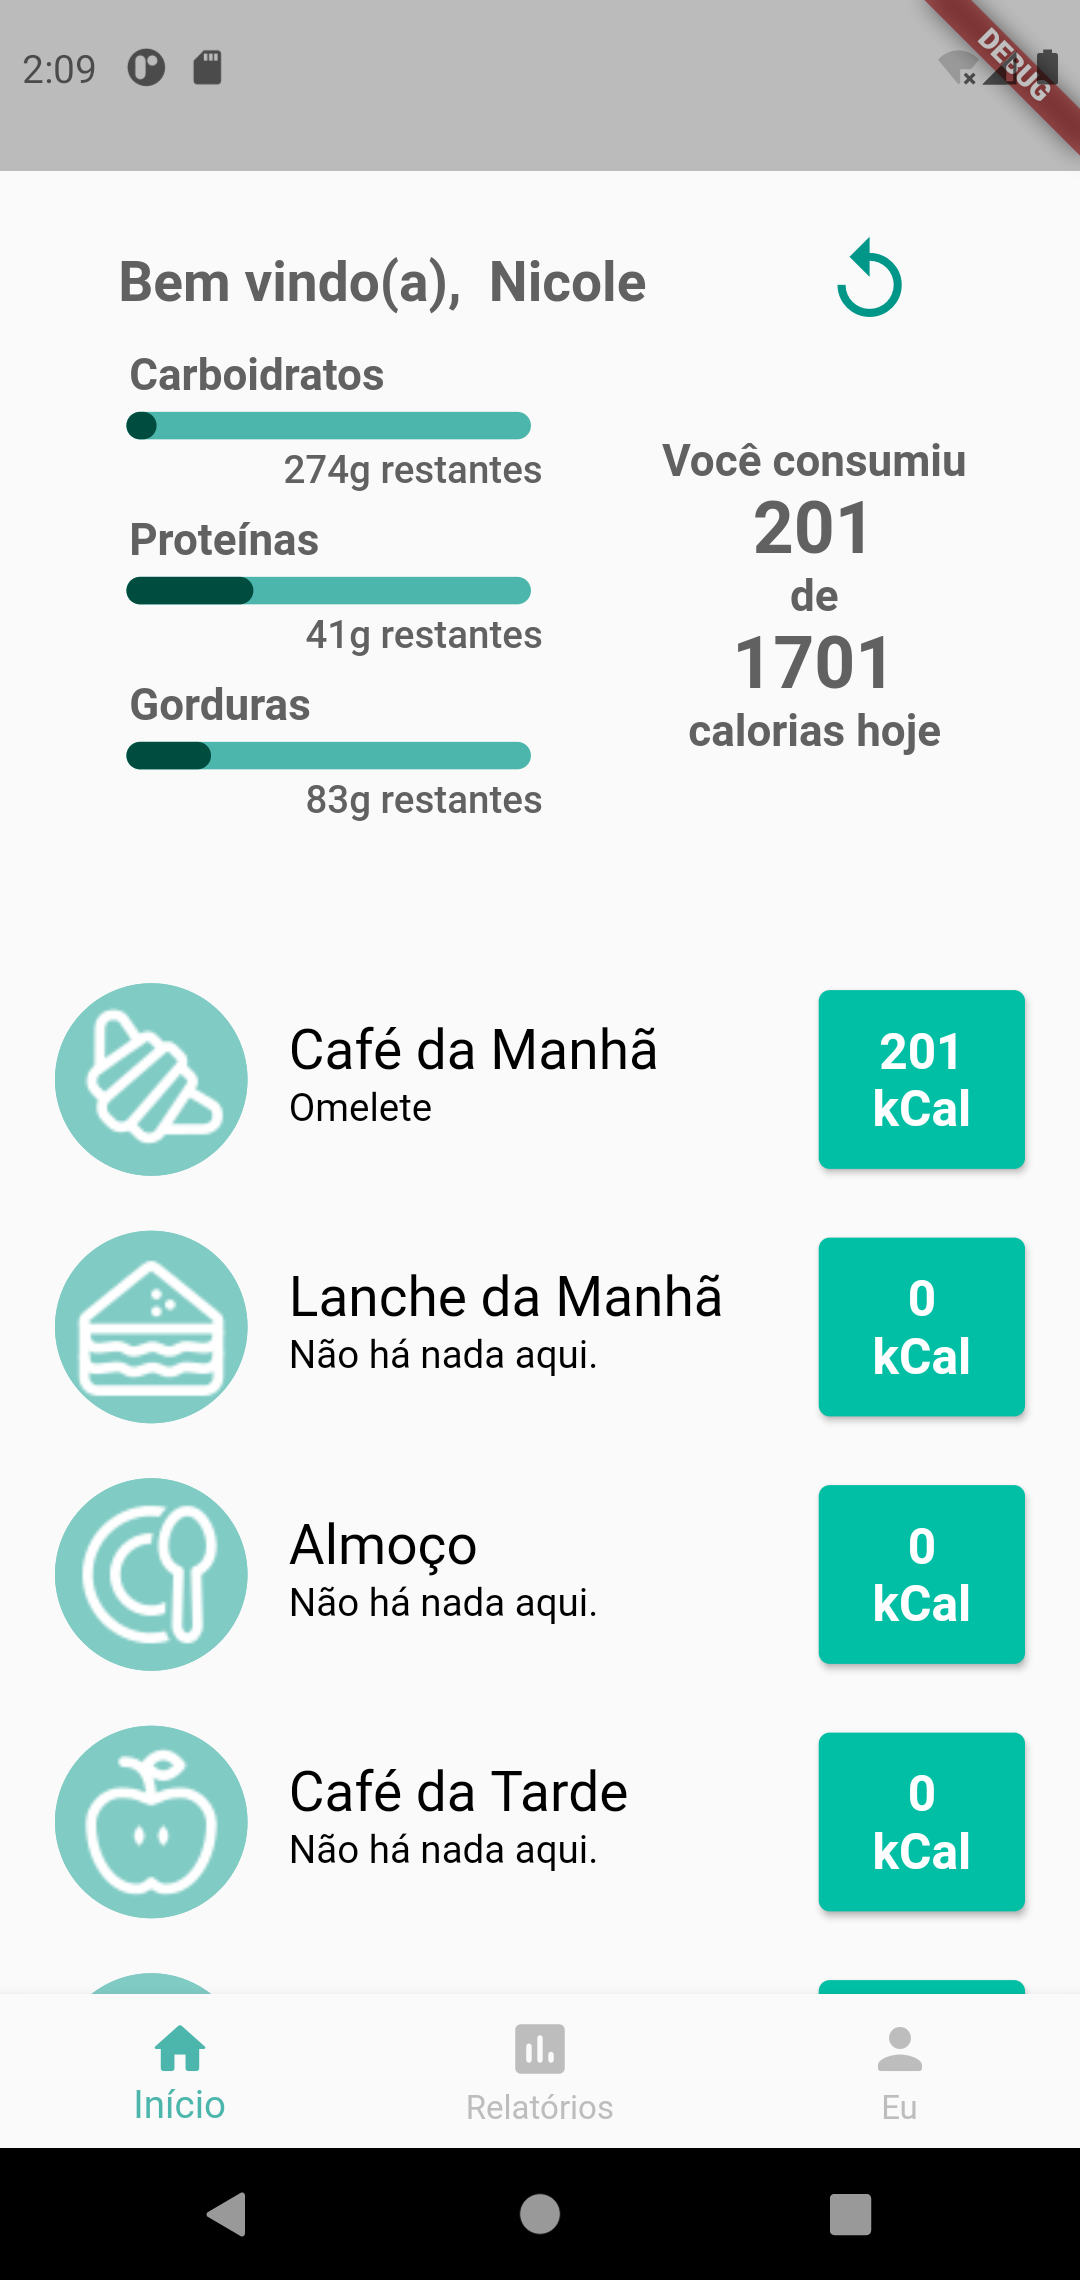 2:09
DEBUG
Bem vindo(a), Nicole
Carboidratos
274g restantes
Proteínas
41g restantes
Gorduras
83g restantes
Você consumiu
201
de
1701
calorias hoje
Café da Manhã
Omelete
201
kCal
Lanche da Manhã
Não há nada aqui.
0
kCal
Almoço
Não há nada aqui.
0
kCal
Café da Tarde
Não há nada aqui.
0
kCal
Início
Relatórios
Eu